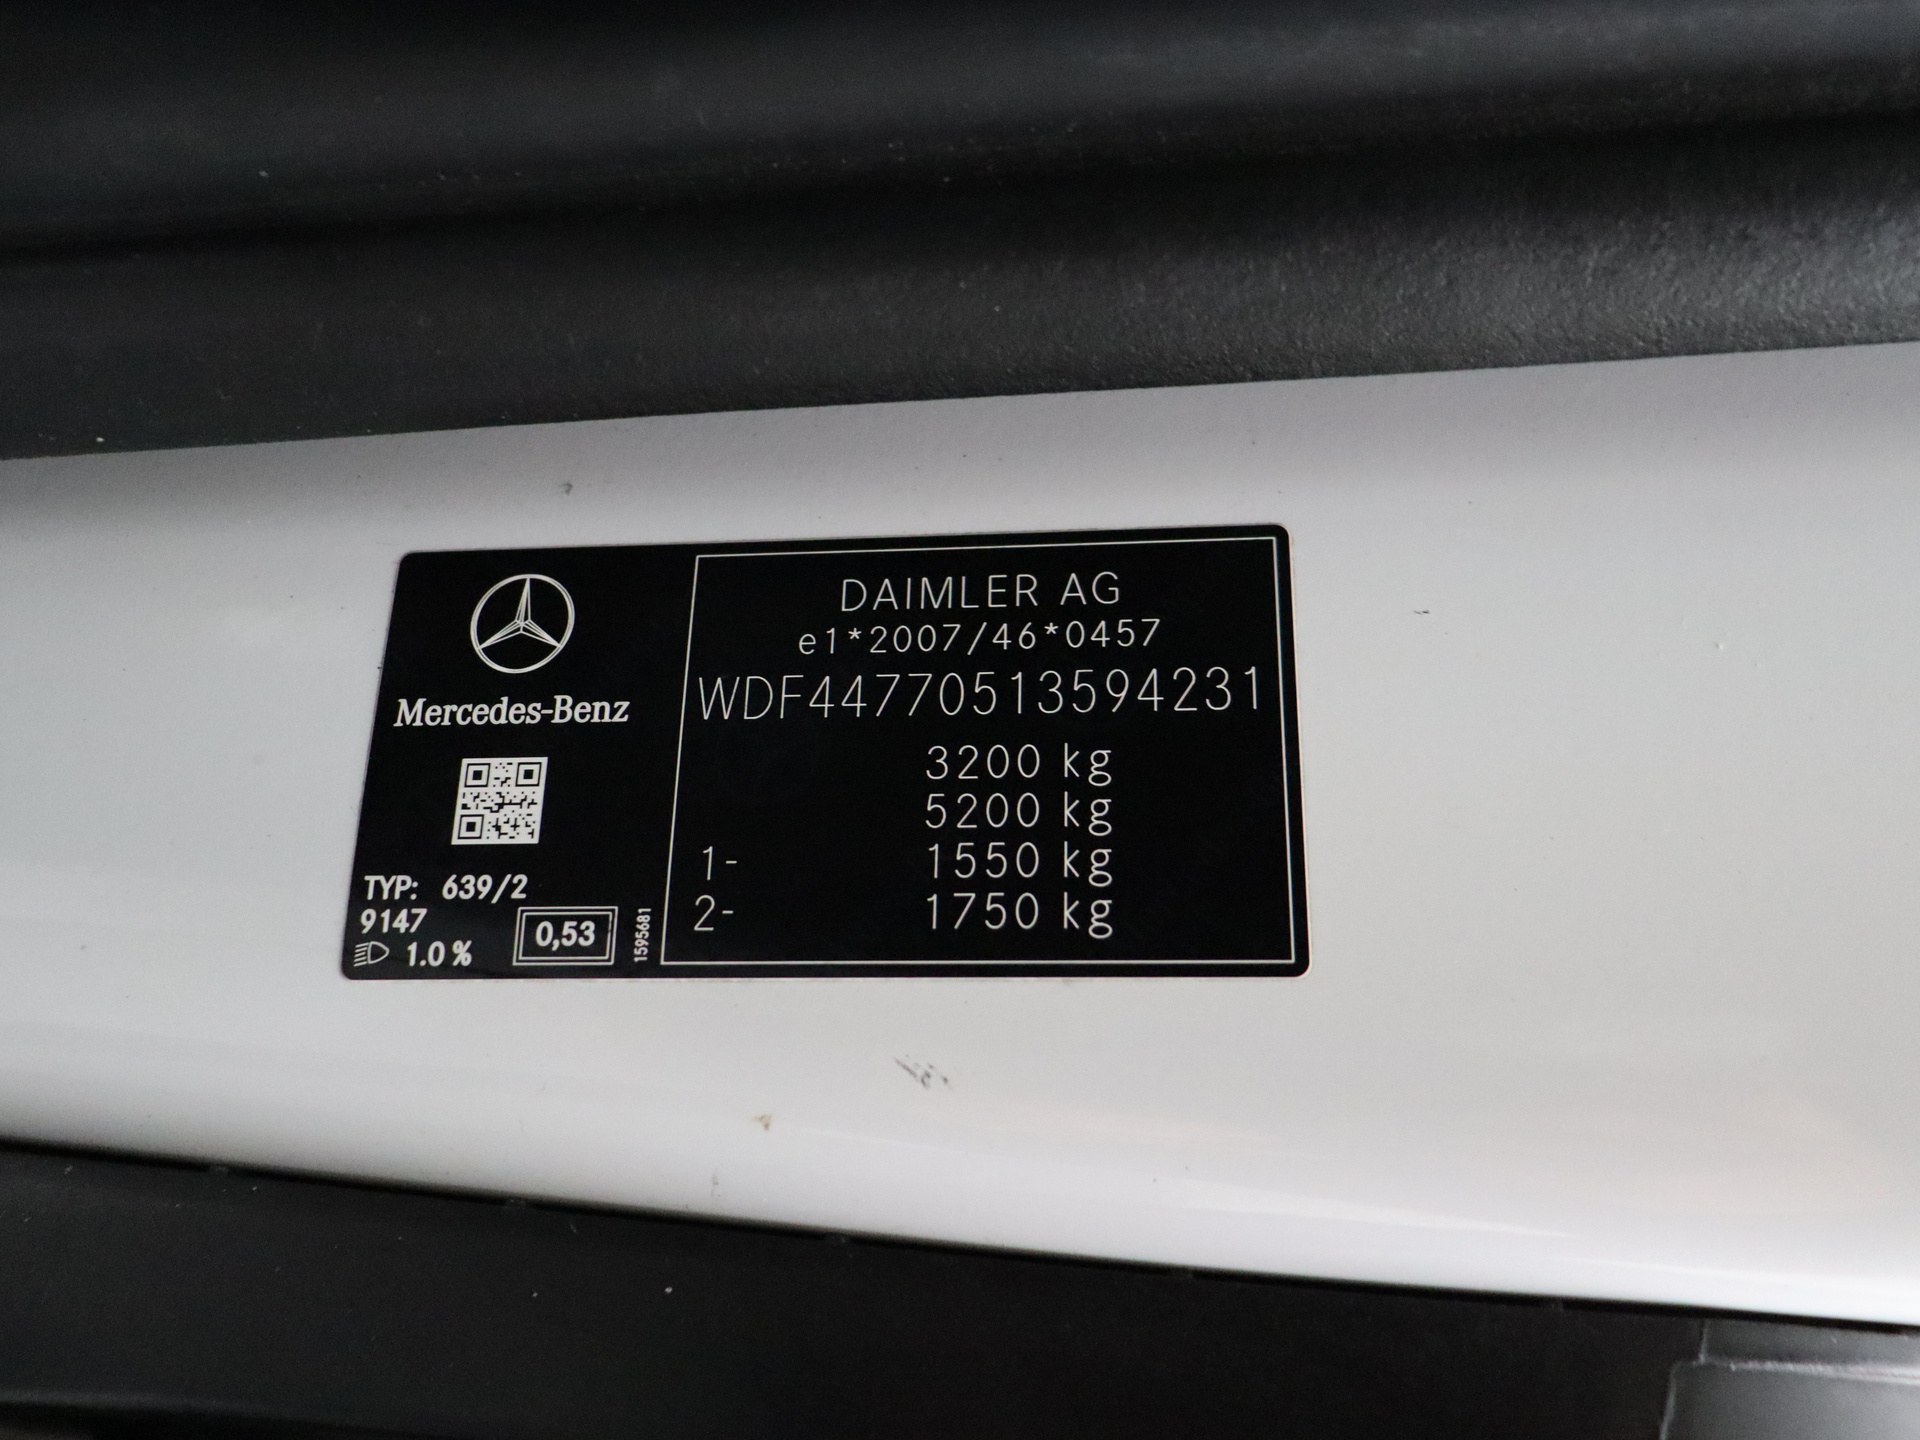 Mercedes-Benz
TYP: 639/2
9147
1.0 %
0,53
1595681
DAIMLER AG
e1*2007/46*0457
WDF44770513594231
3200 kg
5200 kg
1- 1550 kg
2- 1750 kg